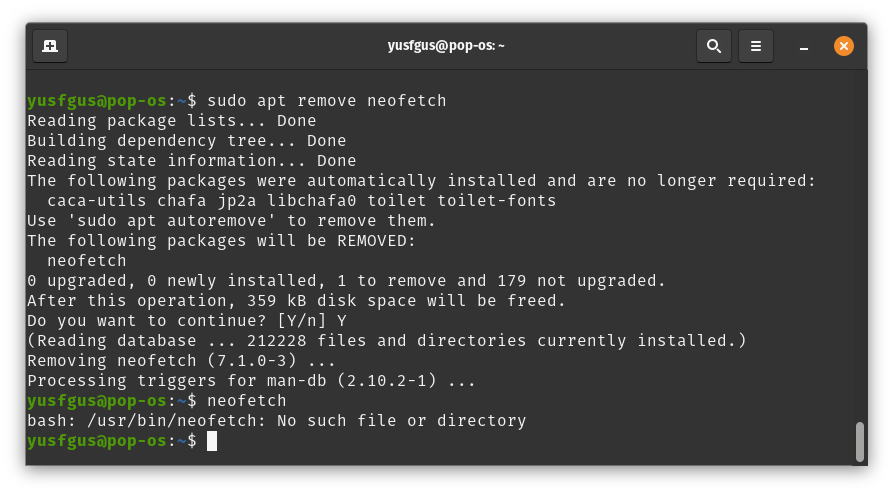 yusfgus@pop-os: ~
yusfgus@pop-os:~$ sudo apt remove neofetch
Reading package lists... Done
Building dependency tree... Done
Reading state information... Done
The following packages were automatically installed and are no longer required:
  caca-utils chafa jp2a libchafa0 toilet toilet-fonts
Use 'sudo apt autoremove' to remove them.
The following packages will be REMOVED:
  neofetch
0 upgraded, 0 newly installed, 1 to remove and 179 not upgraded.
After this operation, 359 kB disk space will be freed.
Do you want to continue? [Y/n] Y
(Reading database ... 212228 files and directories currently installed.)
Removing neofetch (7.1.0-3) ...
Processing triggers for man-db (2.10.2-1) ...
yusfgus@pop-os:~$ neofetch
bash: /usr/bin/neofetch: No such file or directory
yusfgus@pop-os:~$